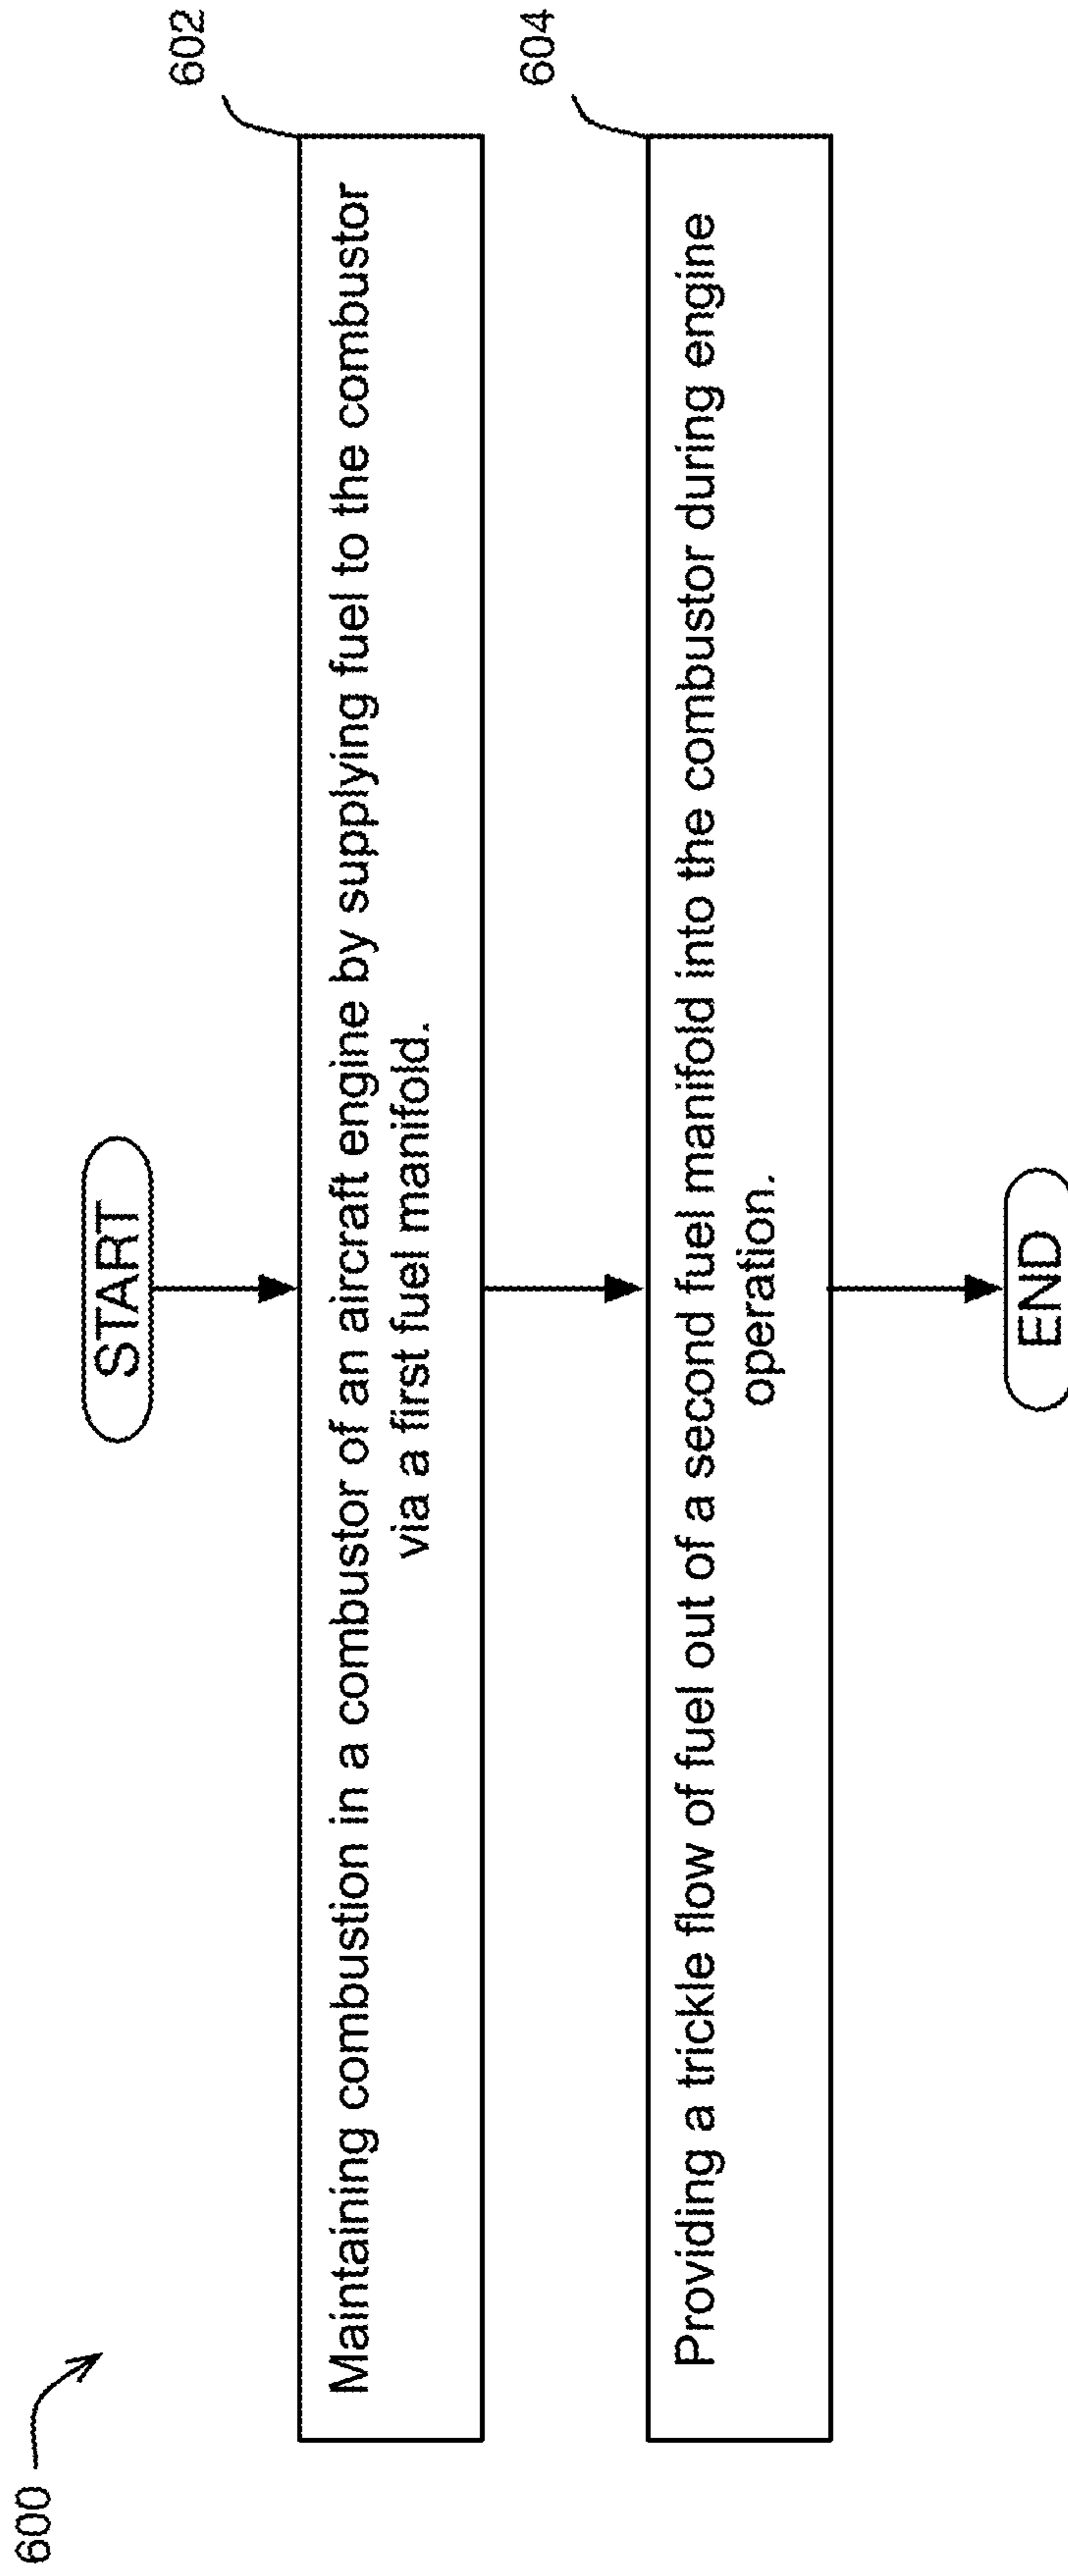 600
START
602
Maintaining combustion in a combustor of an aircraft engine by supplying fuel to the combustor
via a first fuel manifold.
604
Providing a trickle flow of fuel out of a second fuel manifold into the combustor during engine
operation.
END